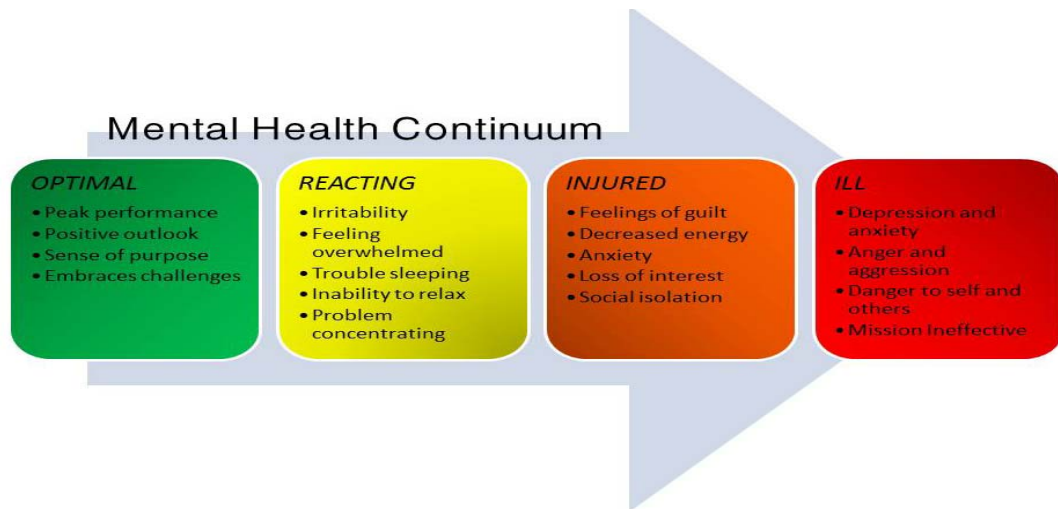 Mental Health Continuum
OPTIMAL
• Peak performance
• Positive outlook
• Sense of purpose
• Embraces challenges
REACTING
• Irritability
• Feeling
overwhelmed
• Trouble sleeping
• Inability to relax
• Problem
concentrating
INJURED
• Feelings of guilt
• Decreased energy
• Anxiety
• Loss of interest
• Social isolation
ILL
• Depression and
anxiety
• Anger and
aggression
• Danger to self and
others
• Mission Ineffective